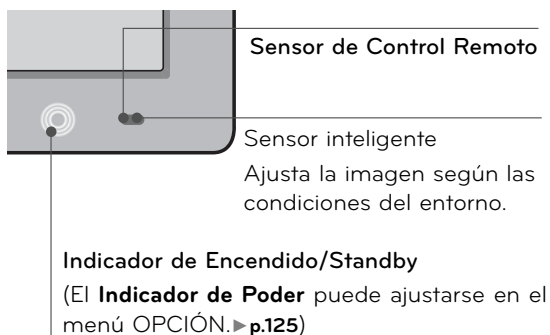 Sensor de Control Remoto
Sensor inteligente
Ajusta la imagen según las
condiciones del entorno.
Indicador de Encendido/Standby
(El Indicador de Poder puede ajustarse en el
menú OPCIÓN.►p.125)